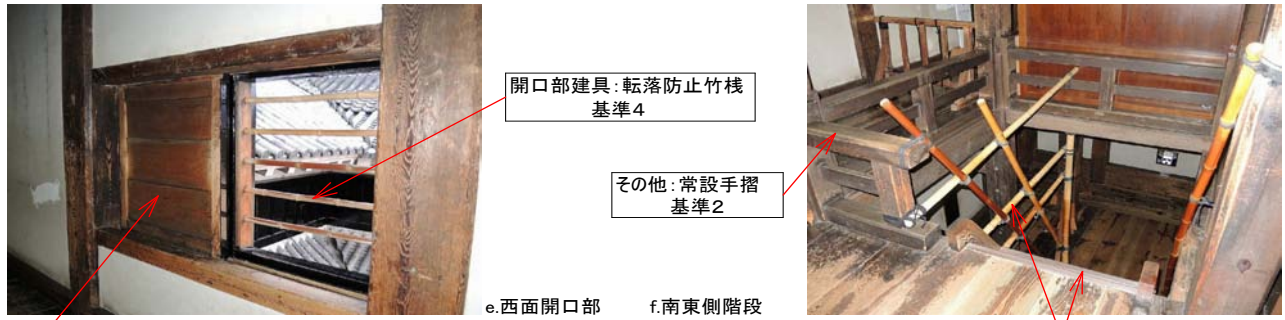 開口部建具：転落防止竹桟
基準4
その他：常設手摺
基準2
e.西面開口部
f.南東側階段